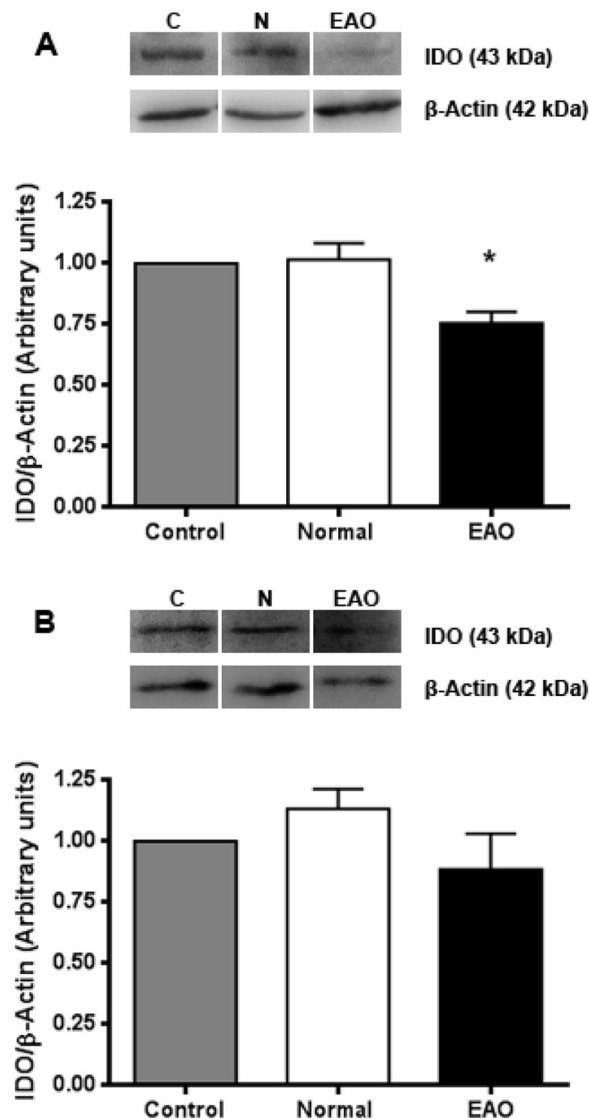 A
C N EAO
IDO (43 kDa)
β-Actin (42 kDa)
IDO/β-Actin (Arbitrary units)
1.25
1.00
0.75
0.50
0.25
0.00
*
Control Normal EAO
B
C N EAO
IDO (43 kDa)
β-Actin (42 kDa)
IDO/β-Actin (Arbitrary units)
1.25
1.00
0.75
0.50
0.25
0.00
Control Normal EAO